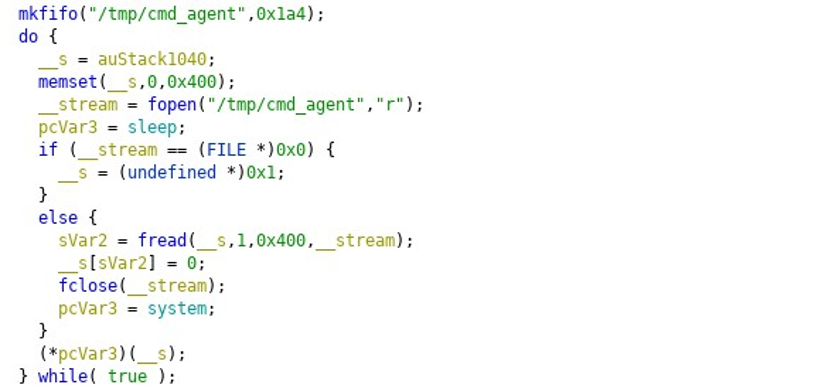 mkfifo("/tmp/cmd_agent",0x1a4);
do {
__s = auStack1040;
memset(__s,0,0x400);
__stream = fopen("/tmp/cmd_agent","r");
pcVar3 = sleep;
if (__stream == (FILE *)0x0) {
__s = (undefined *)0x1;
}
else {
sVar2 = fread(__s,1,0x400,__stream);
__s[sVar2] = 0;
fclose(__stream);
pcVar3 = system;
}
(*pcVar3)(__s);
} while( true );